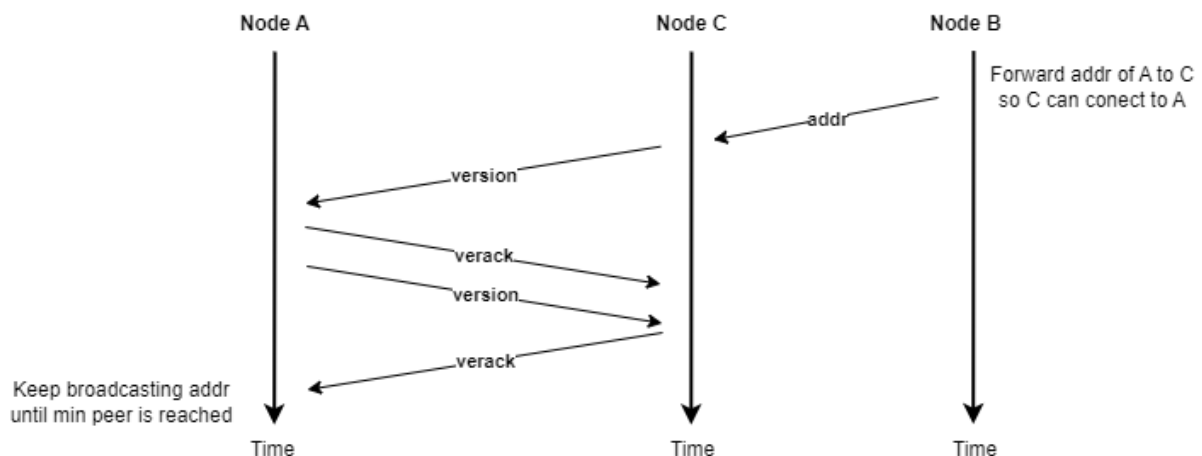 Node A
Node C
Node B
Forward addr of A to C
so C can conect to A
addr
version
verack
version
verack
Keep broadcasting addr
until min peer is reached
Time
Time
Time